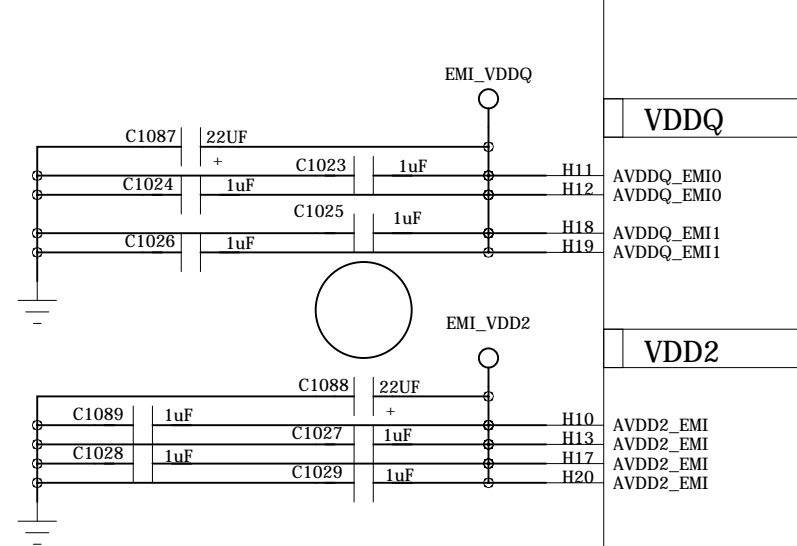 EMI_VDDQ
VDDQ
C1087 22UF
+
C1023 1uF H11 AVDDQ_EMI0
C1024 1uF H12 AVDDQ_EMI0
C1025 1uF H18 AVDDQ_EMI1
C1026 1uF H19 AVDDQ_EMI1
EMI_VDD2
VDD2
C1088 22UF
+
C1089 1uF H10 AVDD2_EMI
C1027 1uF H13 AVDD2_EMI
C1028 1uF H17 AVDD2_EMI
C1029 1uF H20 AVDD2_EMI